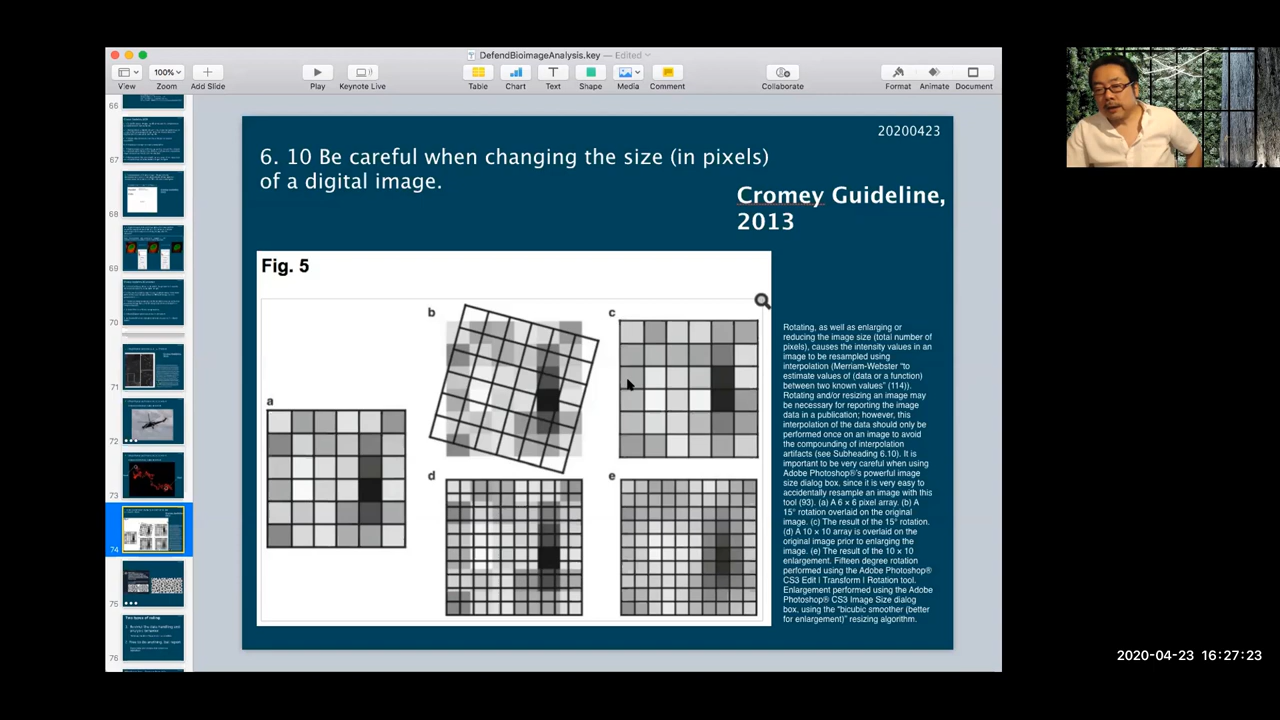 DefendBioimageAnalysis.key — Edited
100%
View
Zoom
Add Slide
Play
Keynote Live
Table
Chart
Text
Shape
Media
Comment
Collaborate
Format
Animate
Document
66
67
68
69
70
71
72
73
74
75
76
20200423
6. 10 Be careful when changing the size (in pixels)
of a digital image.
Cromey Guideline,
2013
Fig. 5
a
b
c
d
e
Rotating, as well as enlarging or
reducing the image size (total number of
pixels), causes the intensity values in an
image to be resampled using
interpolation (Merriam-Webster “to
estimate values of (data or a function)
between two known values” (114)).
Rotating and/or resizing an image may
be necessary for reporting the image
data in a publication; however, this
interpolation of the data should only be
performed once on an image to avoid
the compounding of interpolation
artifacts (see Subheading 6.10). It is
important to be very careful when using
Adobe Photoshop®’s powerful image
size dialog box, since it is very easy to
accidentally resample an image with this
tool (93). (a) A 6 × 6 pixel array. (b) A
15° rotation overlaid on the original
image. (c) The result of the 15° rotation.
(d) A 10 × 10 array is overlaid on the
original image prior to enlarging the
image. (e) The result of the 10 × 10
enlargement. Fifteen degree rotation
performed using the Adobe Photoshop®
CS3 Edit | Transform | Rotation tool.
Enlargement performed using the Adobe
Photoshop® CS3 Image Size dialog
box, using the “bicubic smoother (better
for enlargement)” resizing algorithm.
2020-04-23 16:27:23